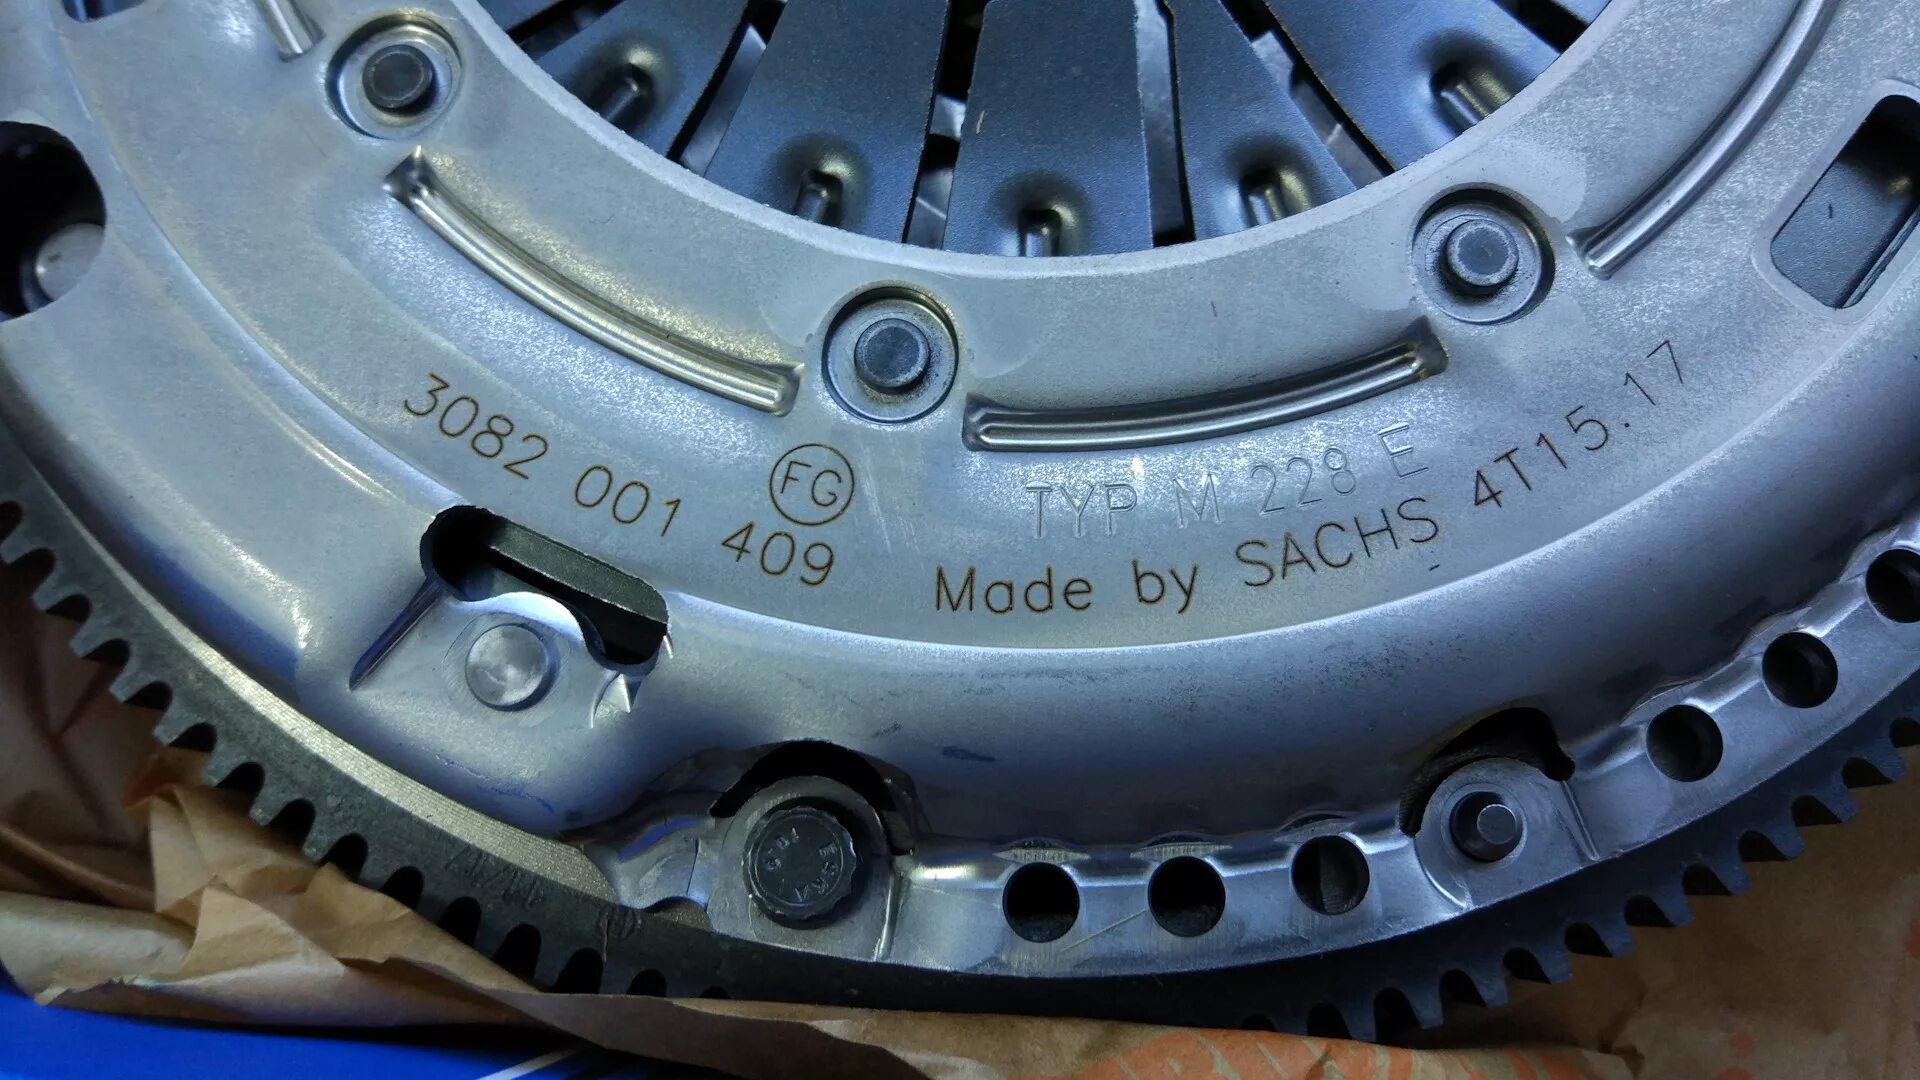 3082 001 409
FG
TYP M 228 E
Made by SACHS 4T15.17